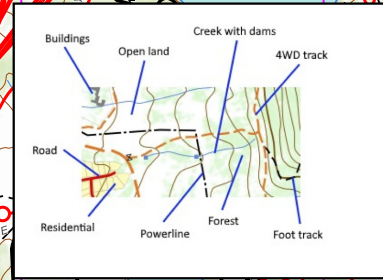 Creek with dams
Buildings
Open land
4WD track
Road
Residential
Powerline
Forest
Foot track